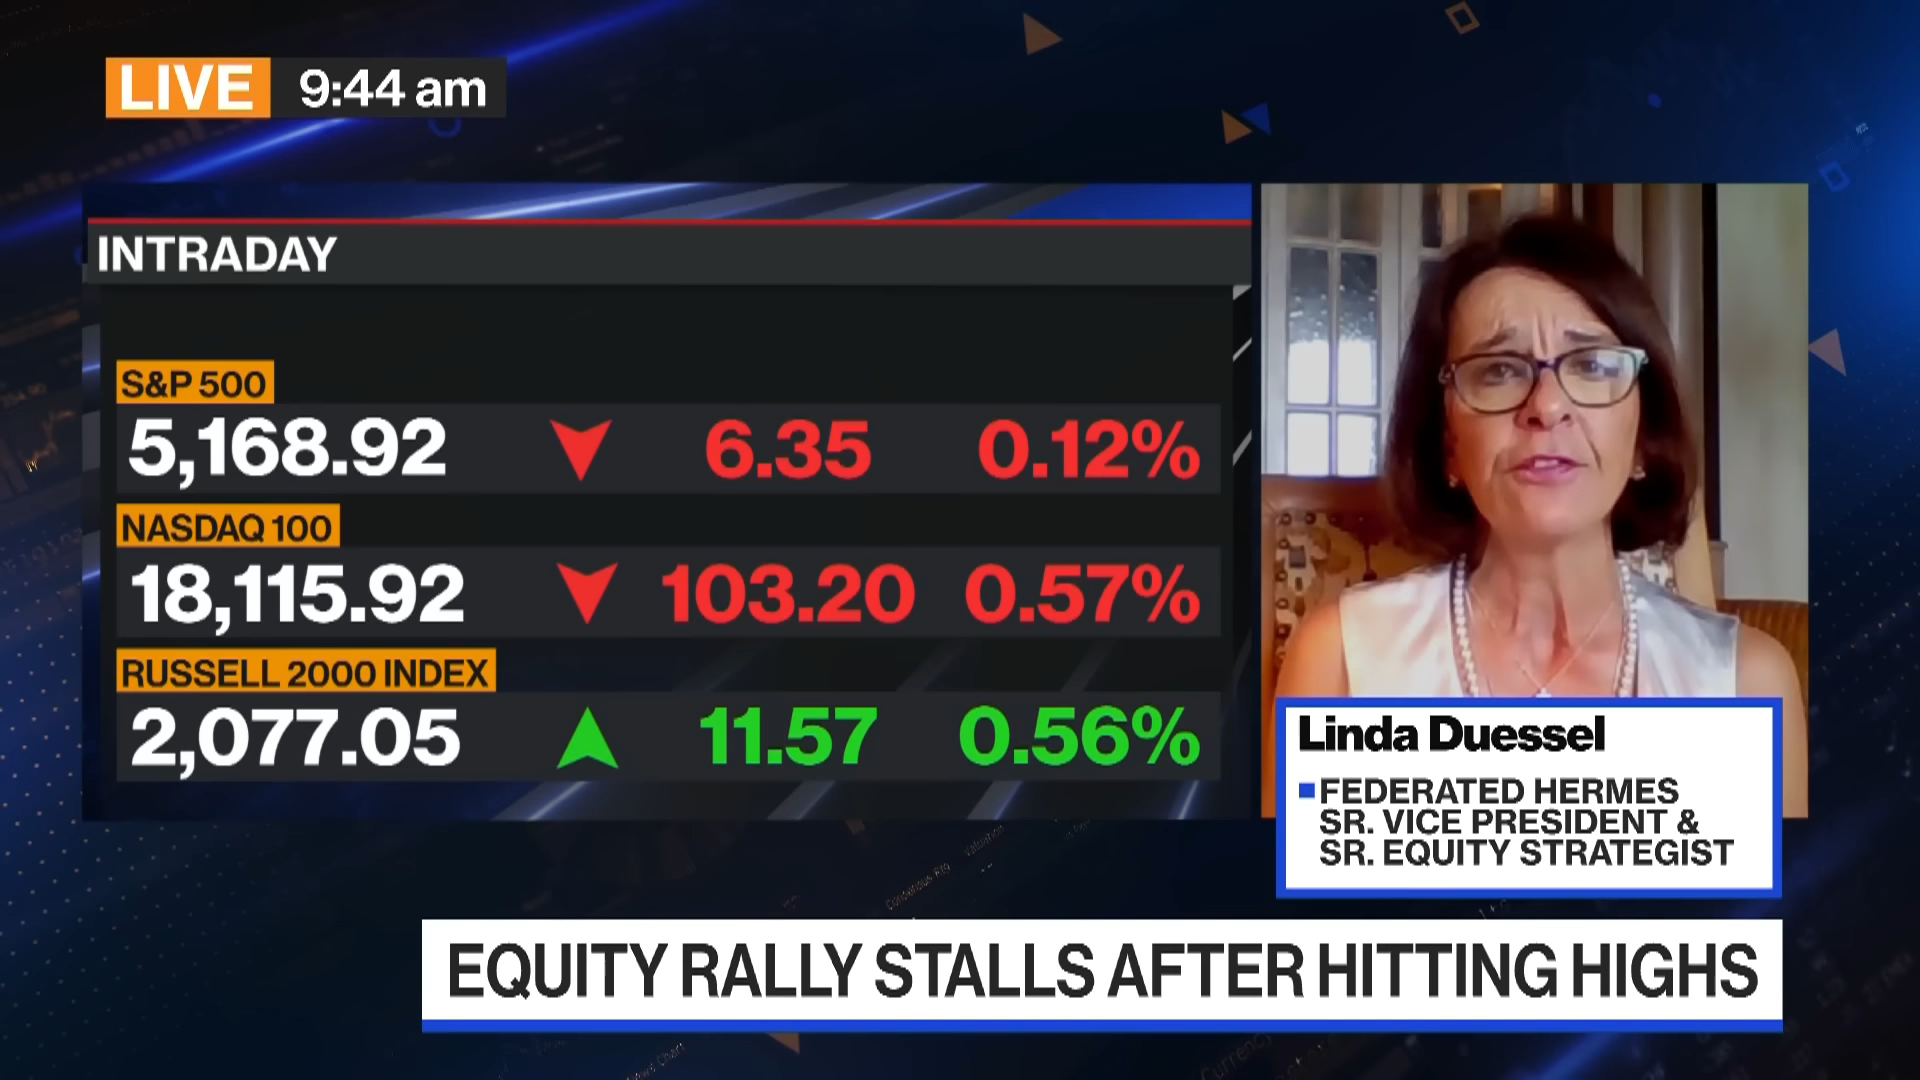 LIVE 9:44 am
INTRADAY
S&P 500
5,168.92 ▼ 6.35 0.12%
NASDAQ 100
18,115.92 ▼ 103.20 0.57%
RUSSELL 2000 INDEX
2,077.05 ▲ 11.57 0.56%
Linda Duessel
FEDERATED HERMES
SR. VICE PRESIDENT &
SR. EQUITY STRATEGIST
EQUITY RALLY STALLS AFTER HITTING HIGHS
Valuation
Currency